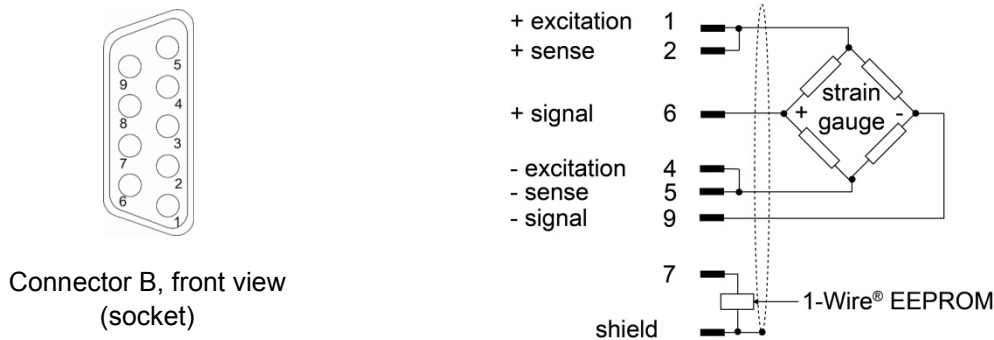 5
9
4
8
3
7
2
6
1
Connector B, front view
(socket)
+ excitation 1
+ sense 2
+ signal 6
- excitation 4
- sense 5
- signal 9
7
shield
strain
+ -
gauge
1-Wire® EEPROM